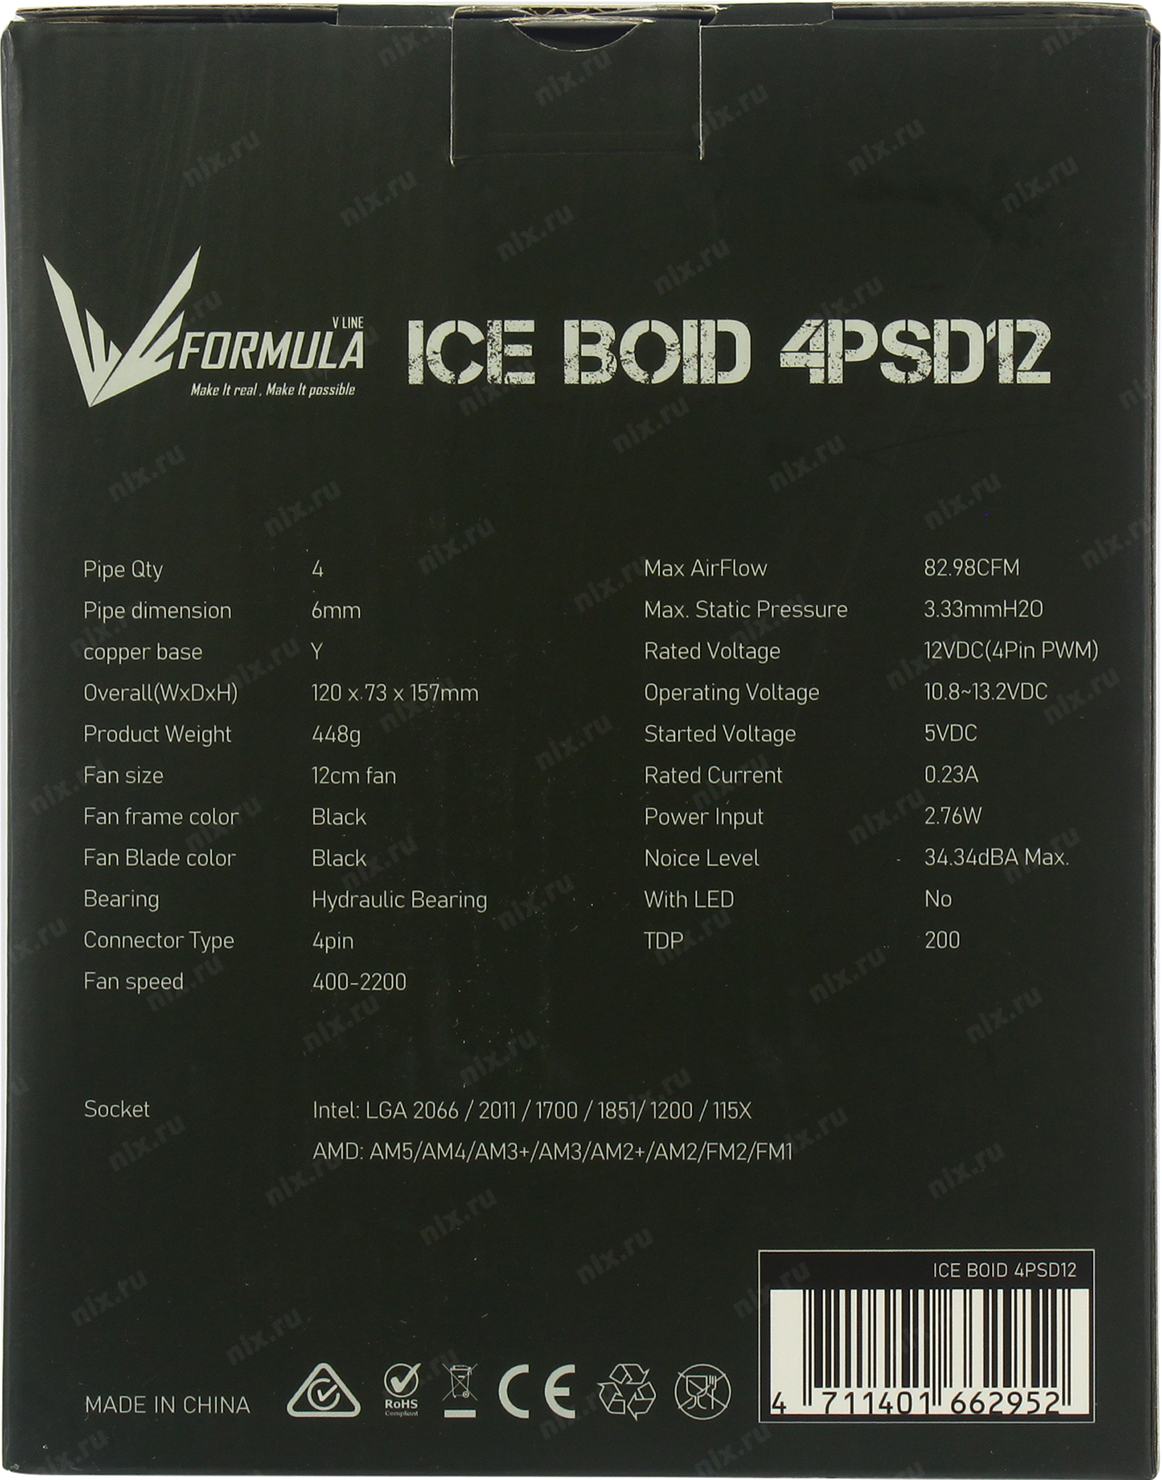 V LINE
FORMULA
Make It real , Make It possible
ICE BOID 4PSD12
Pipe Qty 4
Pipe dimension 6mm
copper base Y
Overall(WxDxH) 120 x 73 x 157mm
Product Weight 448g
Fan size 12cm fan
Fan frame color Black
Fan Blade color Black
Bearing Hydraulic Bearing
Connector Type 4pin
Fan speed 400-2200
Max AirFlow 82.98CFM
Max. Static Pressure 3.33mmH2O
Rated Voltage 12VDC(4Pin PWM)
Operating Voltage 10.8~13.2VDC
Started Voltage 5VDC
Rated Current 0.23A
Power Input 2.76W
Noice Level 34.34dBA Max.
With LED No
TDP 200
Socket Intel: LGA 2066 / 2011 / 1700 / 1851/ 1200 / 115X
AMD: AM5/AM4/AM3+/AM3/AM2+/AM2/FM2/FM1
ICE BOID 4PSD12
4 711401 662952
MADE IN CHINA
RoHS
Compliant
CE
nix.ru